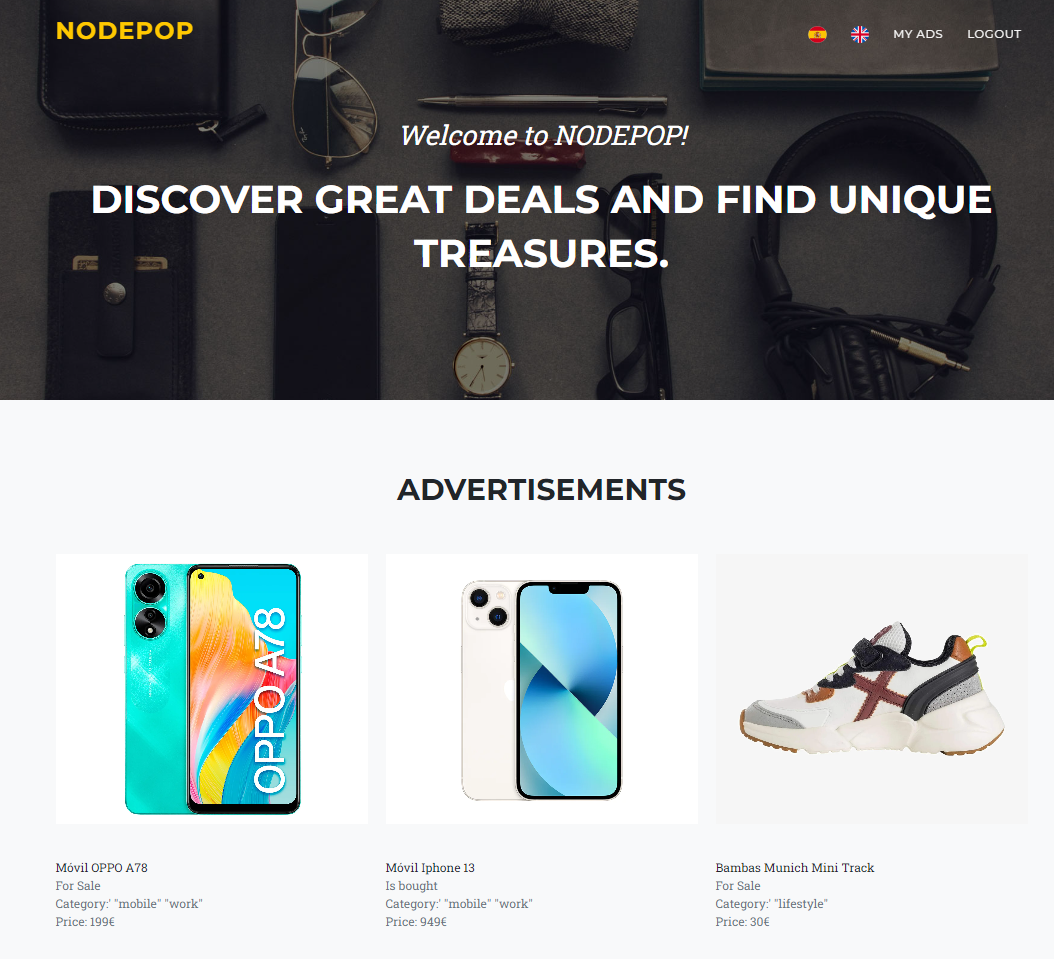 NODEPOP
MY ADS
LOGOUT
Welcome to NODEPOP!
DISCOVER GREAT DEALS AND FIND UNIQUE
TREASURES.
ADVERTISEMENTS
OPPO A78
Móvil OPPO A78
For Sale
Category:' "mobile" "work"
Price: 199€
Móvil Iphone 13
Is bought
Category:' "mobile" "work"
Price: 949€
Bambas Munich Mini Track
For Sale
Category:' "lifestyle"
Price: 30€